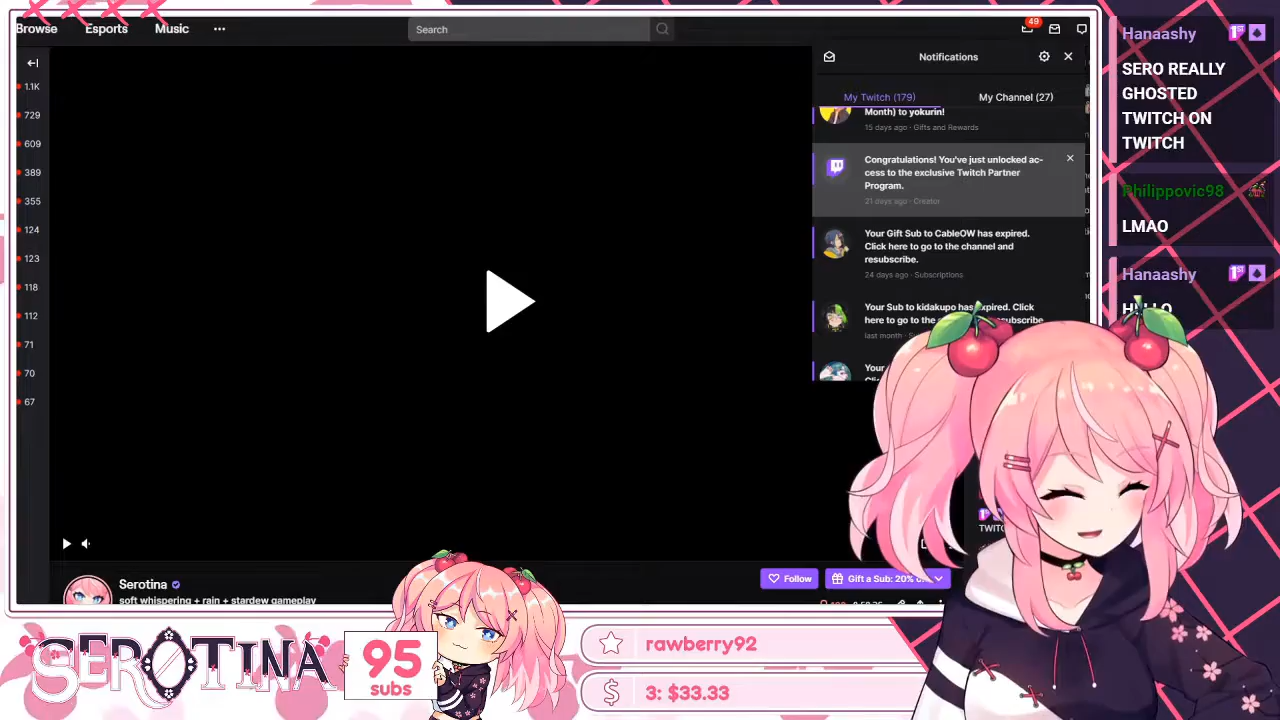 Browse
Esports
Music
Search
49
1.1K
729
609
389
355
124
123
118
112
71
70
67
Notifications
My Twitch (179)
My Channel (27)
Month) to yokurin!
15 days ago · Gifts and Rewards
Congratulations! You've just unlocked ac-
cess to the exclusive Twitch Partner
Program.
21 days ago · Creator
Your Gift Sub to CableOW has expired.
Click here to go to the channel and
resubscribe.
24 days ago · Subscriptions
Your Sub to kidakupo has expired. Click
here to go to the
last month
Your
Serotina
soft whispering + rain + stardew gameplay
Follow
Gift a Sub: 20%
Hanaashy
1ST
SERO REALLY
GHOSTED
TWITCH ON
TWITCH
Philippovic98
LMAO
Hanaashy
1ST
SEROTINA
95
subs
rawberry92
3: $33.33